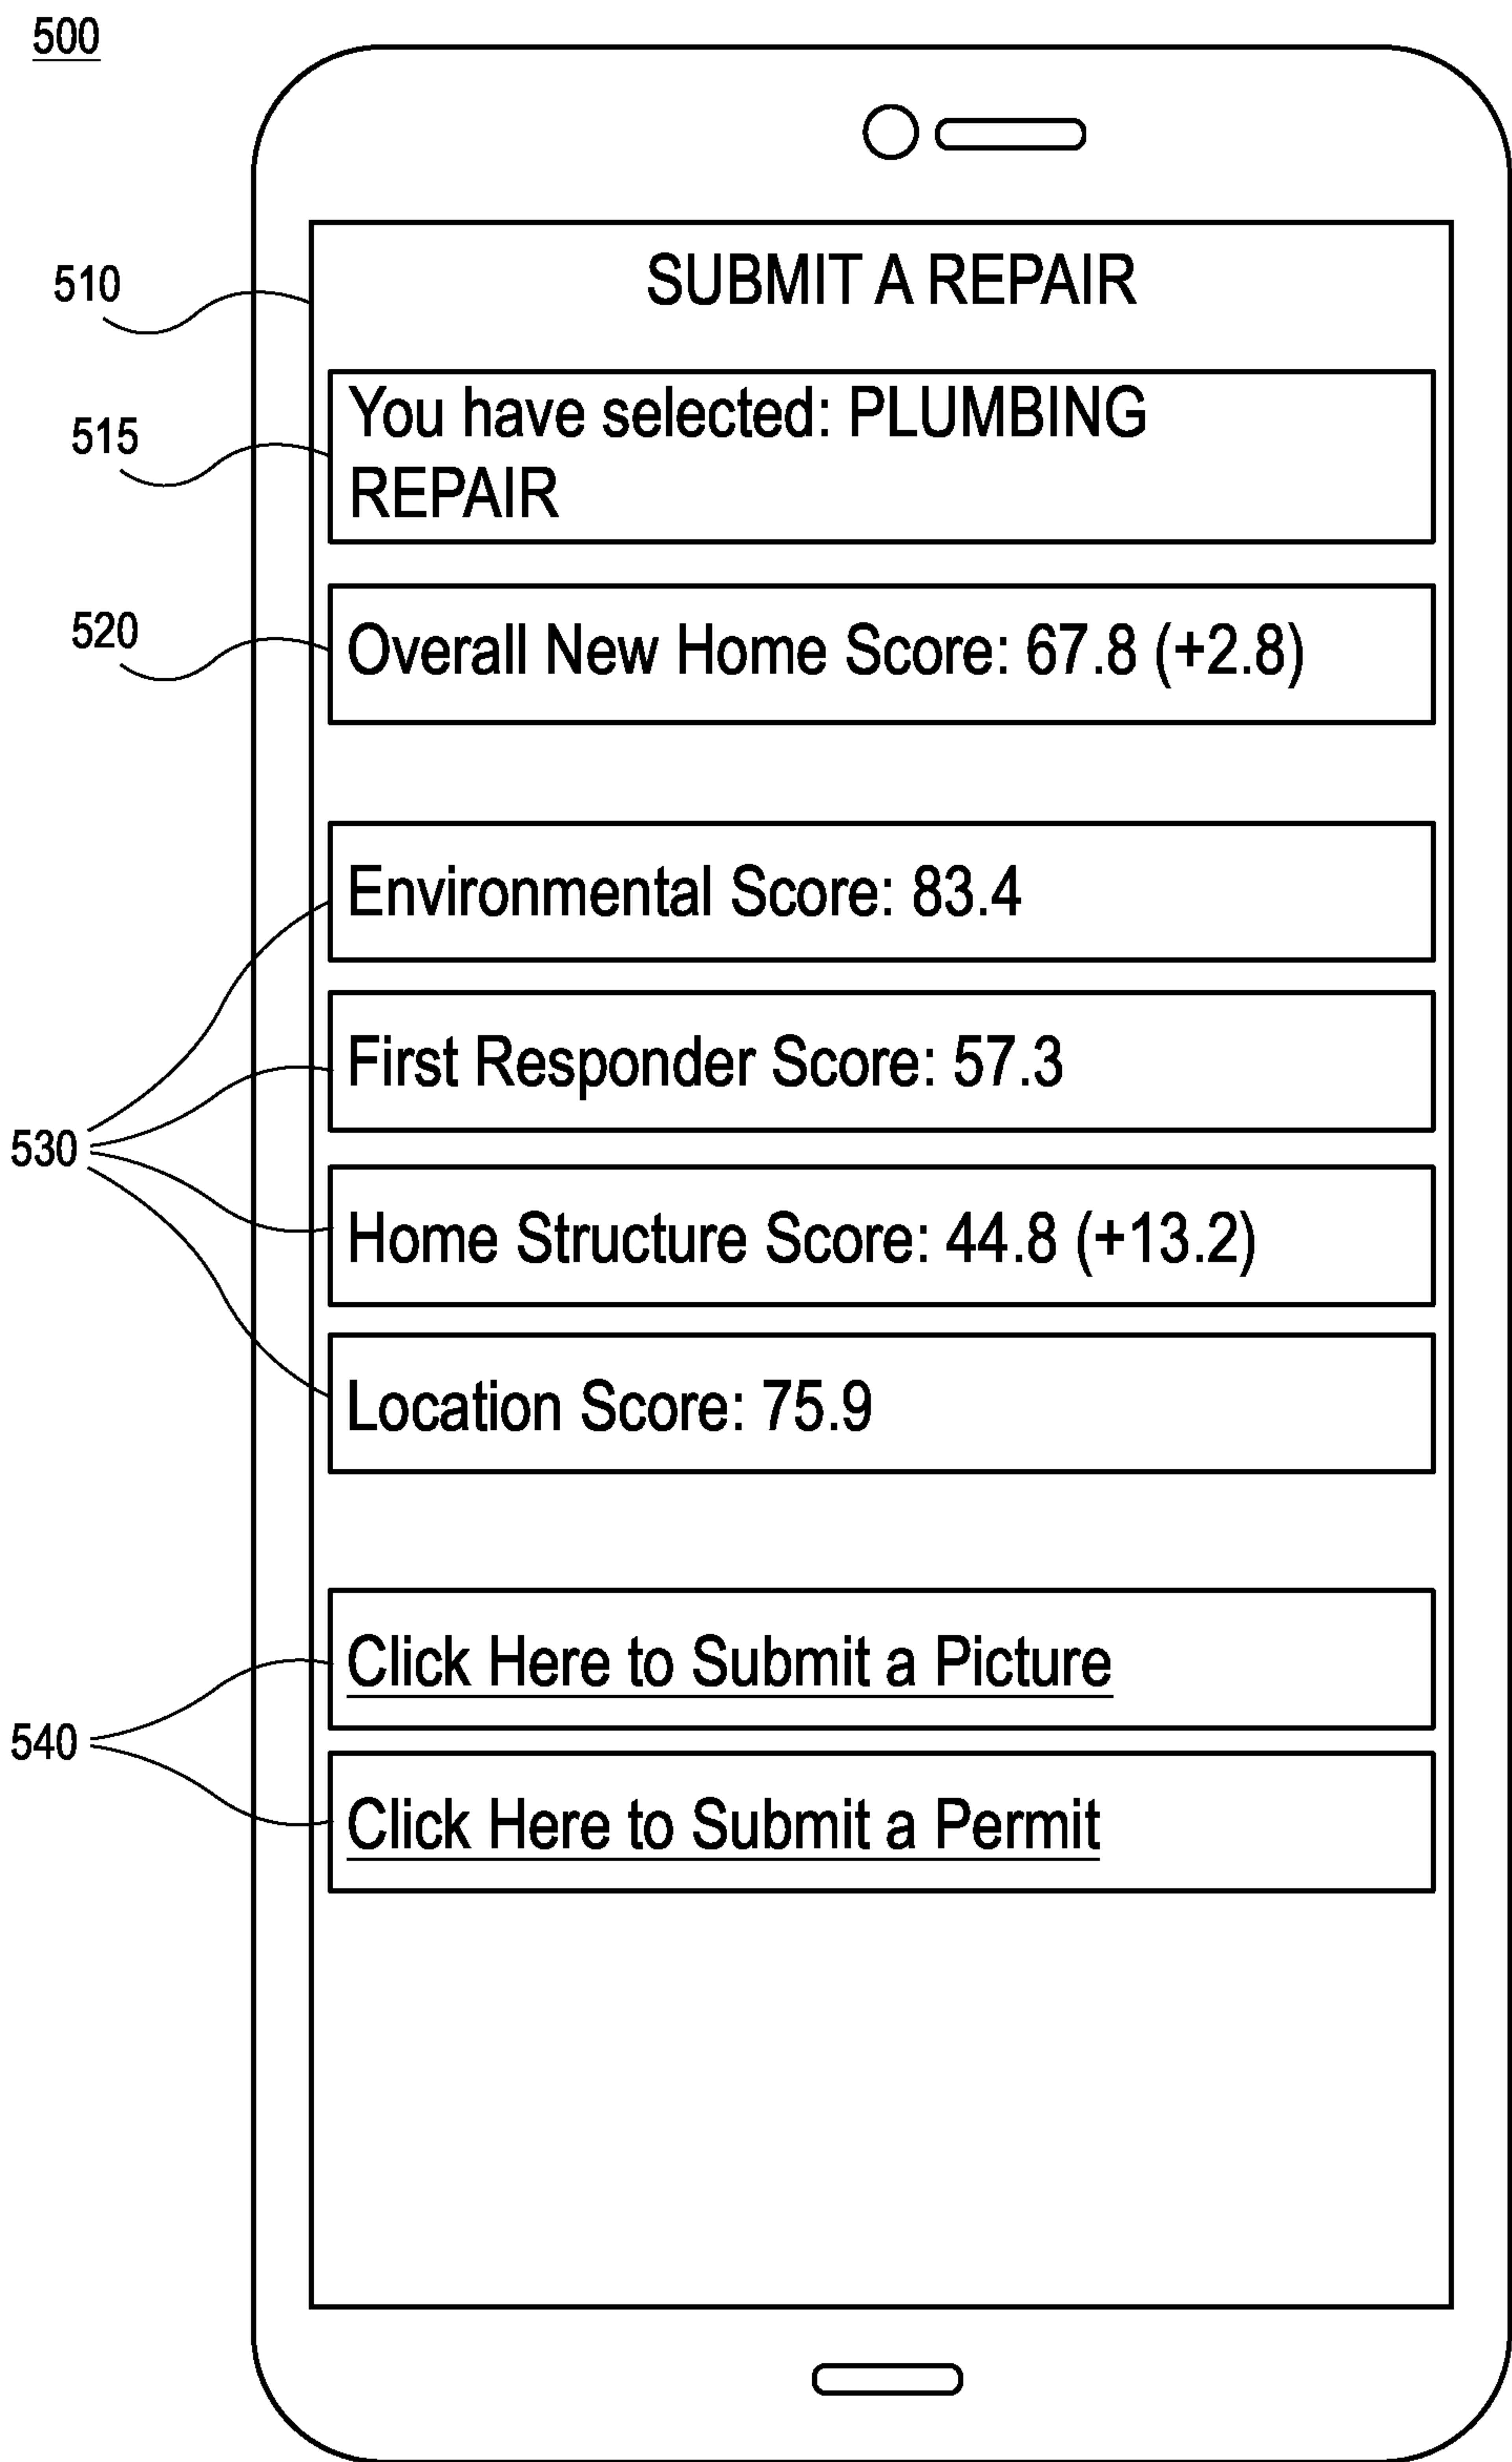 500
510
SUBMIT A REPAIR
515
You have selected: PLUMBING
REPAIR
520
Overall New Home Score: 67.8 (+2.8)
Environmental Score: 83.4
First Responder Score: 57.3
530
Home Structure Score: 44.8 (+13.2)
Location Score: 75.9
Click Here to Submit a Picture
540
Click Here to Submit a Permit